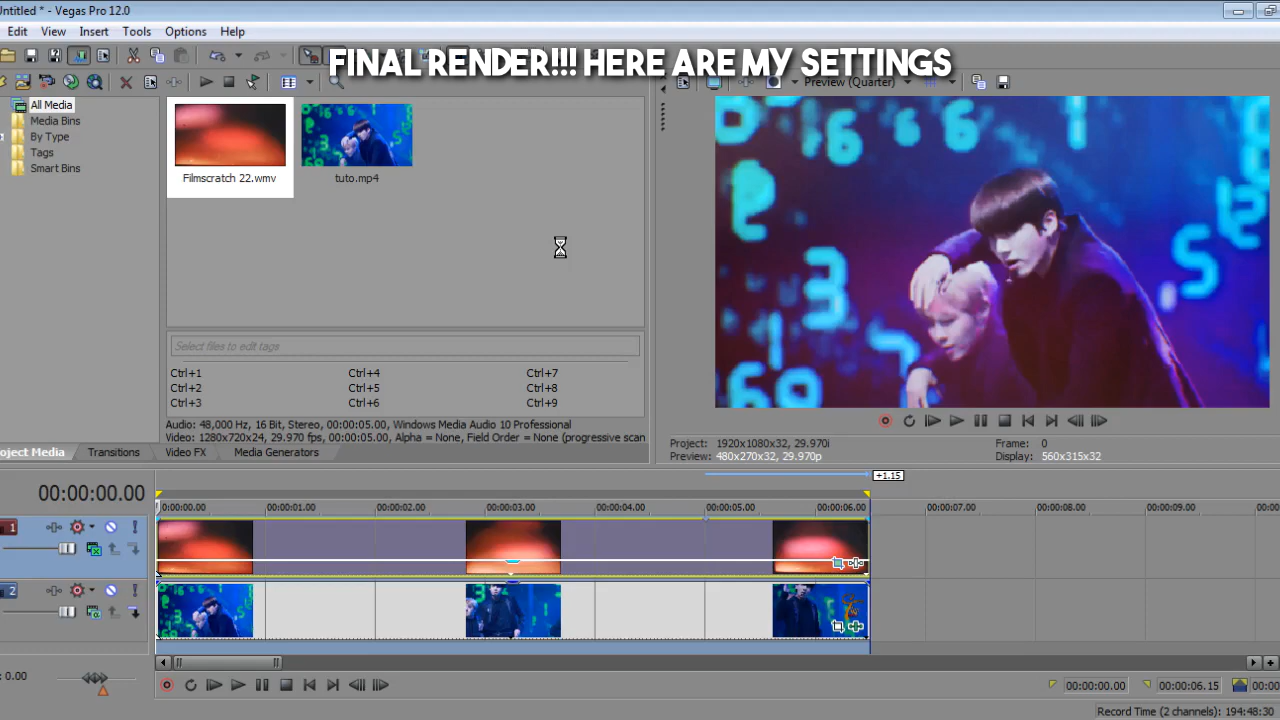 Untitled * - Vegas Pro 12.0
Edit View Insert Tools Options Help
FINAL RENDER!!! HERE ARE MY SETTINGS
Preview (Quarter)
All Media
Media Bins
By Type
Tags
Smart Bins
Filmscratch 22.wmv
tuto.mp4
Select files to edit tags
Ctrl+1 Ctrl+4 Ctrl+7
Ctrl+2 Ctrl+5 Ctrl+8
Ctrl+3 Ctrl+6 Ctrl+9
Audio: 48,000 Hz, 16 Bit, Stereo, 00:00:05.00, Windows Media Audio 10 Professional
Video: 1280x720x24, 29.970 fps, 00:00:05.00, Alpha = None, Field Order = None (progressive scan
Project Media Transitions Video FX Media Generators
Project: 1920x1080x32, 29.970i
Preview: 480x270x32, 29.970p
Frame: 0
Display: 560x315x32
+1.15
00:00:00.00
0:00:00.00 00:00:01.00 00:00:02.00 00:00:03.00 00:00:04.00 00:00:05.00 00:00:06.00 00:00:07.00 00:00:08.00 00:00:09.00 00:00
1
2
: 0.00
00:00:00.00 00:00:06.15 00:00
Record Time (2 channels): 194:48:30